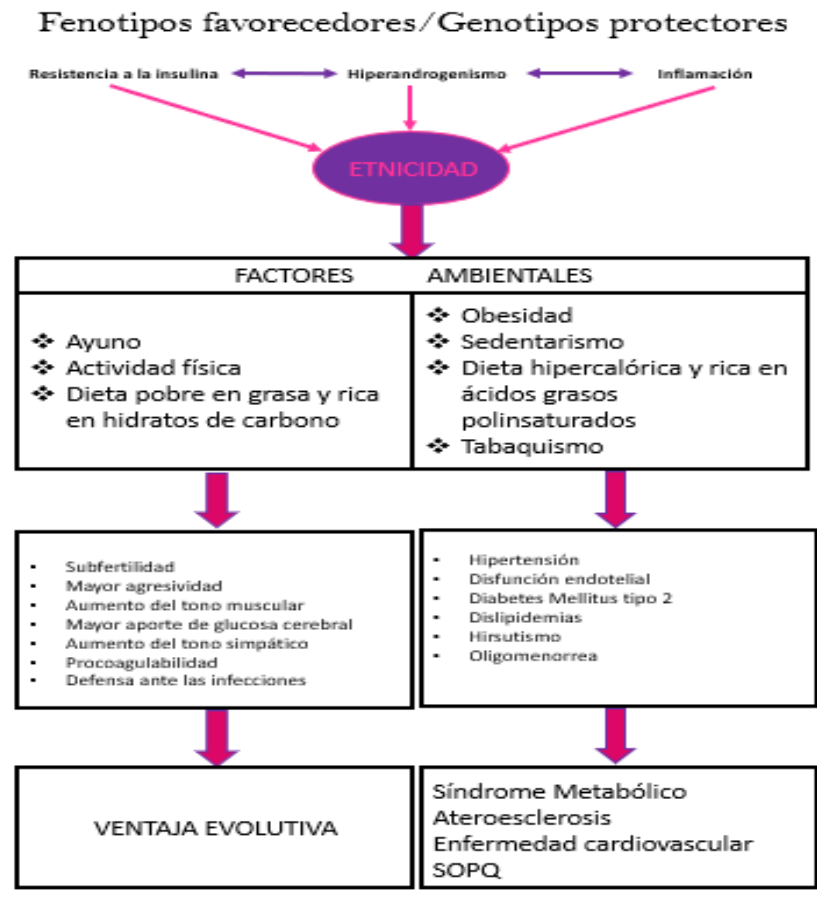 Fenotipos favorecedores/Genotipos protectores
Resistencia a la insulina
Hiperandrogenismo
Inflamación
ETNICIDAD
FACTORES AMBIENTALES
❖ Ayuno
❖ Actividad física
❖ Dieta pobre en grasa y rica
en hidratos de carbono
❖ Obesidad
❖ Sedentarismo
❖ Dieta hipercalórica y rica en
ácidos grasos
polinsaturados
❖ Tabaquismo
• Subfertilidad
• Mayor agresividad
• Aumento del tono muscular
• Mayor aporte de glucosa cerebral
• Aumento del tono simpático
• Procoagulabilidad
• Defensa ante las infecciones
• Hipertensión
• Disfunción endotelial
• Diabetes Mellitus tipo 2
• Dislipidemias
• Hirsutismo
• Oligomenorrea
VENTAJA EVOLUTIVA
Síndrome Metabólico
Ateroesclerosis
Enfermedad cardiovascular
SOPQ